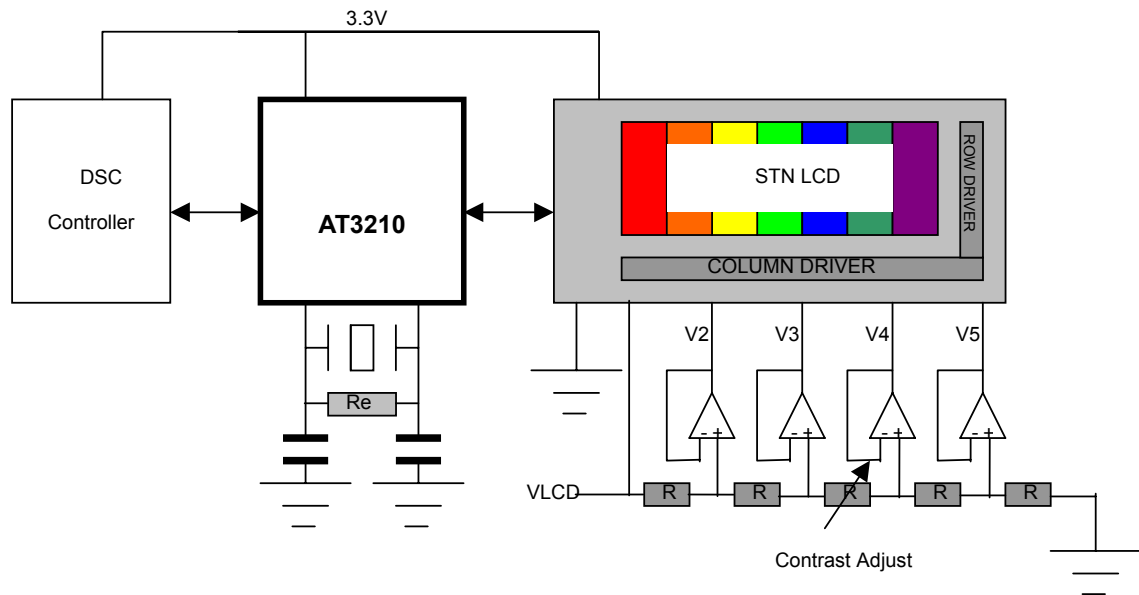 3.3V
DSC
Controller
AT3210
STN LCD
ROW DRIVER
COLUMN DRIVER
V2 V3 V4 V5
Re
- + - + - + - +
VLCD R R R R R
Contrast Adjust